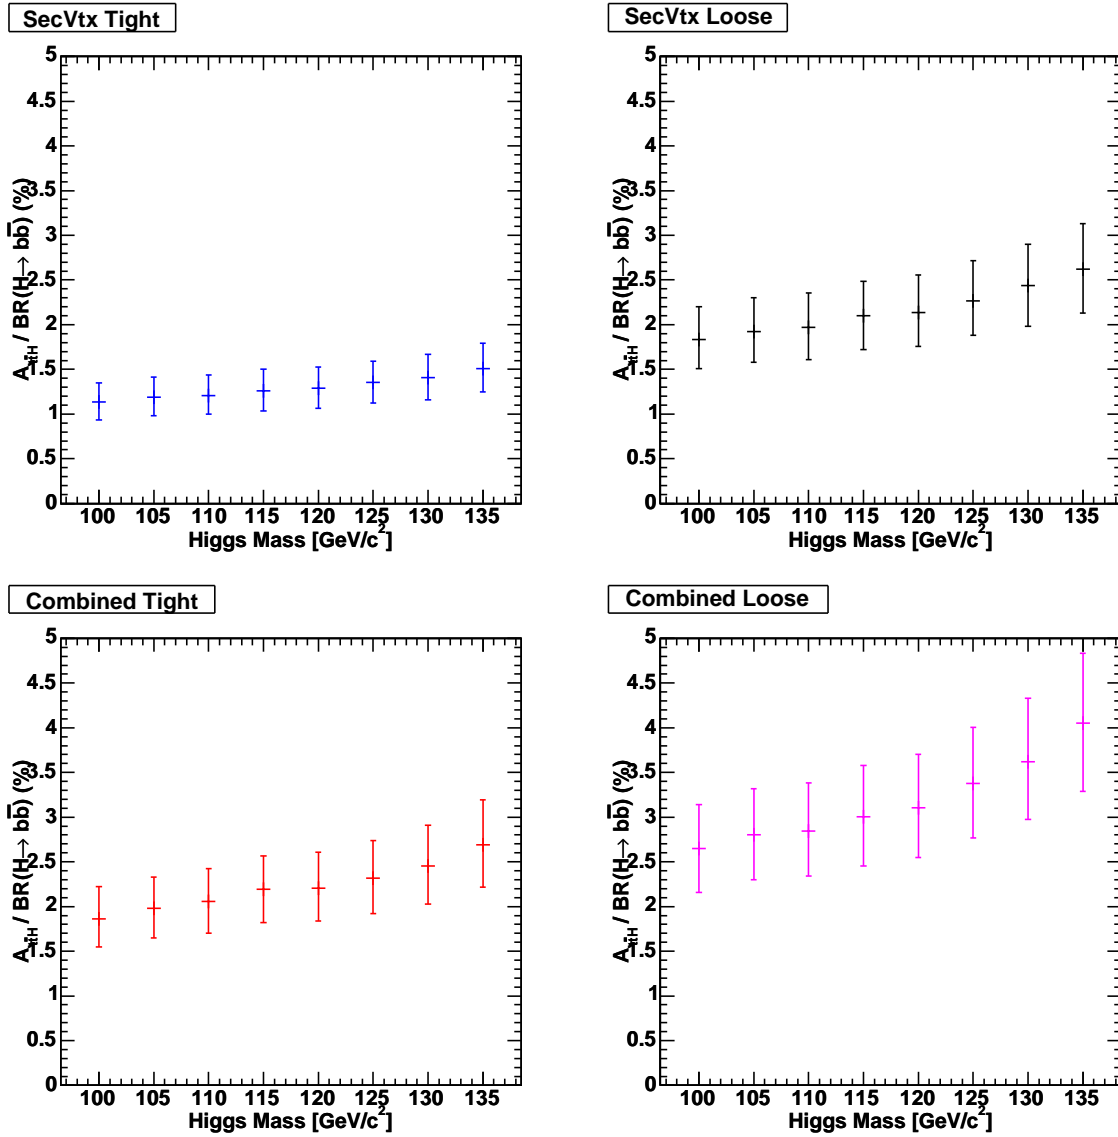 SecVtx Tight
5
4.5
4
3.5
3
2.5
2
1.5
1
0.5
0
100 105 110 115 120 125 130 135
Higgs Mass [GeV/c²]
A_tt̄H / BR(H→ bb̄) (%)
SecVtx Loose
5
4.5
4
3.5
3
2.5
2
1.5
1
0.5
0
100 105 110 115 120 125 130 135
Higgs Mass [GeV/c²]
A_tt̄H / BR(H→ bb̄) (%)
Combined Tight
5
4.5
4
3.5
3
2.5
2
1.5
1
0.5
0
100 105 110 115 120 125 130 135
Higgs Mass [GeV/c²]
A_tt̄H / BR(H→ bb̄) (%)
Combined Loose
5
4.5
4
3.5
3
2.5
2
1.5
1
0.5
0
100 105 110 115 120 125 130 135
Higgs Mass [GeV/c²]
A_tt̄H / BR(H→ bb̄) (%)